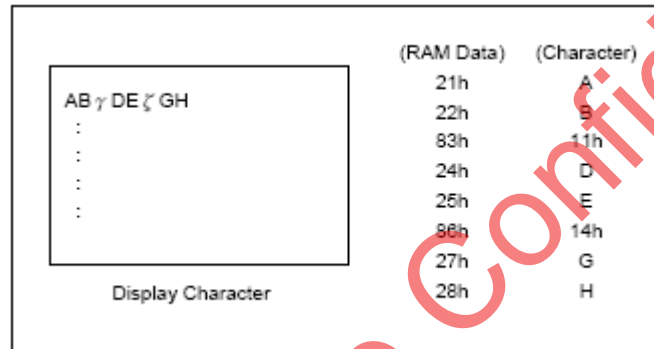 (RAM Data) (Character)
21h A
AB γ DE ζ GH
22h B
:
83h 11h
:
24h D
:
25h E
:
86h 14h
27h G
Display Character
28h H
Confi